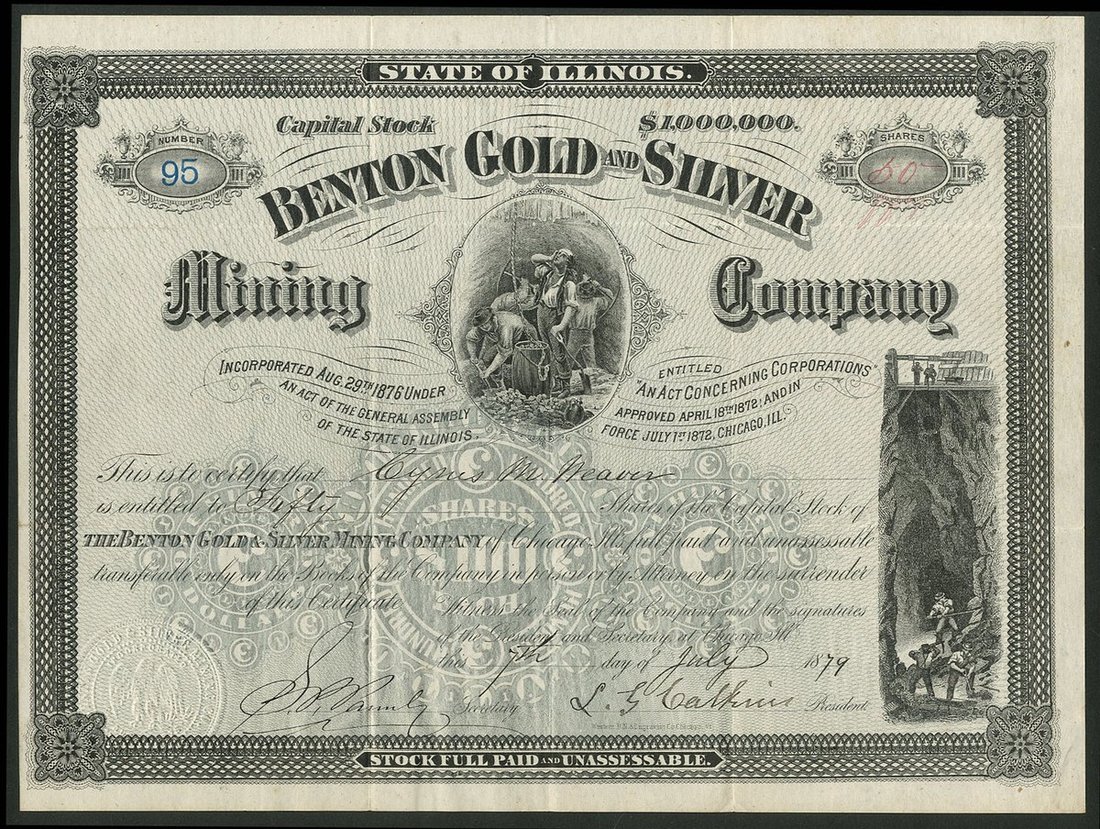 STATE OF ILLINOIS.
Capital Stock $1,000,000.
NUMBER
95
SHARES
50
BENTON GOLD AND SILVER
Mining Company
INCORPORATED AUG. 29TH 1876 UNDER
AN ACT OF THE GENERAL ASSEMBLY
OF THE STATE OF ILLINOIS.
ENTITLED
"AN ACT CONCERNING CORPORATIONS"
APPROVED APRIL 18TH 1872; AND IN
FORCE JULY 1ST 1872, CHICAGO, ILL.
This is to certify that Cyrus M. Weaver
is entitled to Fifty Shares of the Capital Stock of
THE BENTON GOLD & SILVER MINING COMPANY of Chicago Ills. full paid and unassessable
transferable only on the Books of the Company in person or by Attorney on the surrender
of this Certificate
Witness the Seal of the Company and the signatures
of the President and Secretary, at Chicago Ill.
this 7th day of July 1879
Secretary
L. G. Calkins President
SHARES
DOLLARS
STOCK FULL PAID AND UNASSESSABLE.